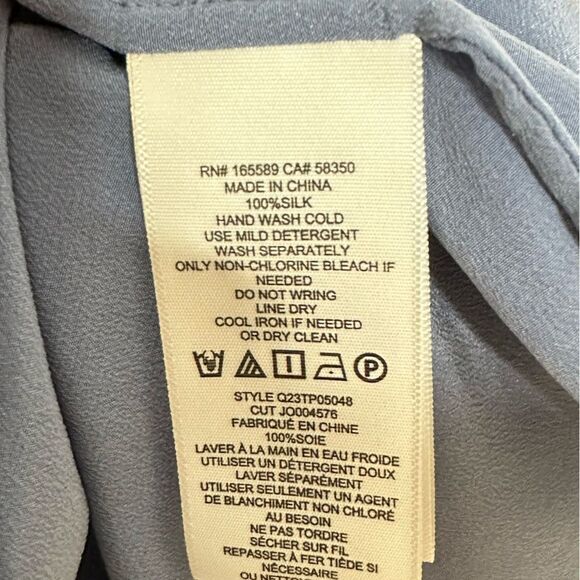 RN# 165589 CA# 58350
MADE IN CHINA
100%SILK
HAND WASH COLD
USE MILD DETERGENT
WASH SEPARATELY
ONLY NON-CHLORINE BLEACH IF
NEEDED
DO NOT WRING
LINE DRY
COOL IRON IF NEEDED
OR DRY CLEAN
P
STYLE Q23TP05048
CUT JO004576
FABRIQUÉ EN CHINE
100%SOIE
LAVER À LA MAIN EN EAU FROIDE
UTILISER UN DÉTERGENT DOUX
LAVER SÉPARÉMENT
UTILISER SEULEMENT UN AGENT
DE BLANCHIMENT NON CHLORÉ
AU BESOIN
NE PAS TORDRE
SÉCHER SUR FIL
REPASSER À FER TIÈDE SI
NÉCESSAIRE